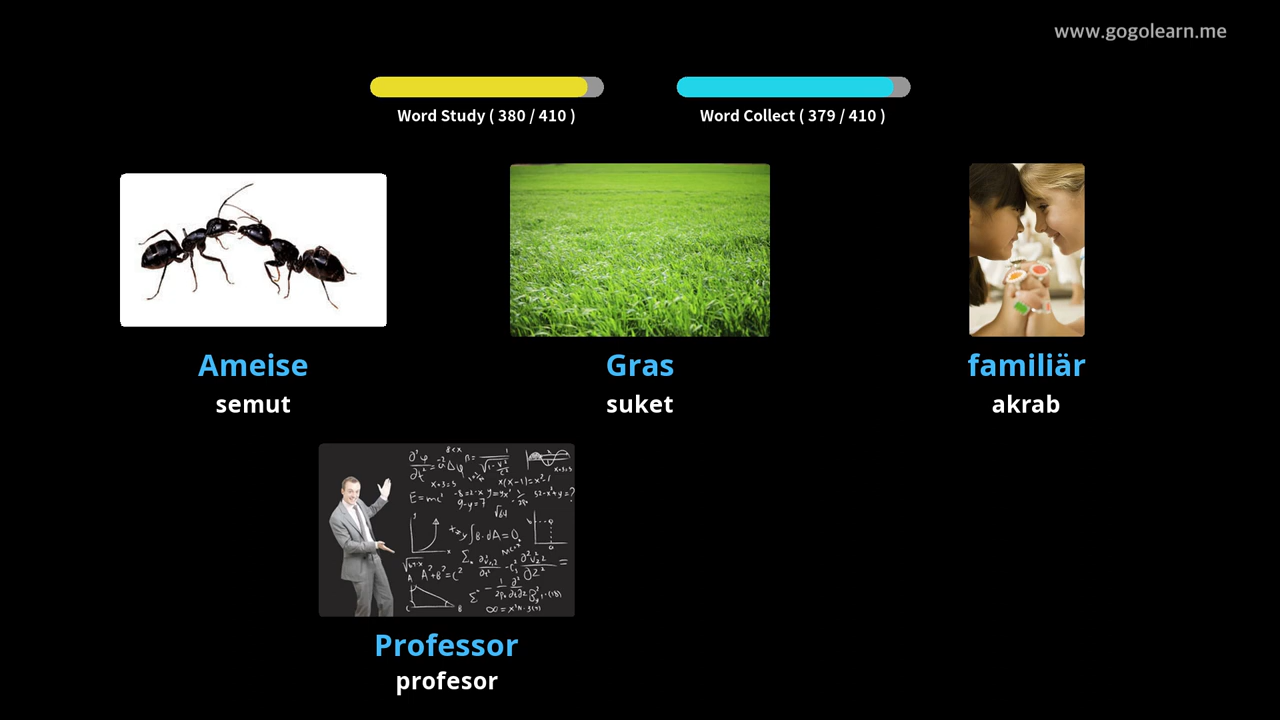 www.gogolearn.me
Word Study ( 380 / 410 )
Word Collect ( 379 / 410 )
Ameise
semut
Gras
suket
familiär
akrab
Professor
profesor